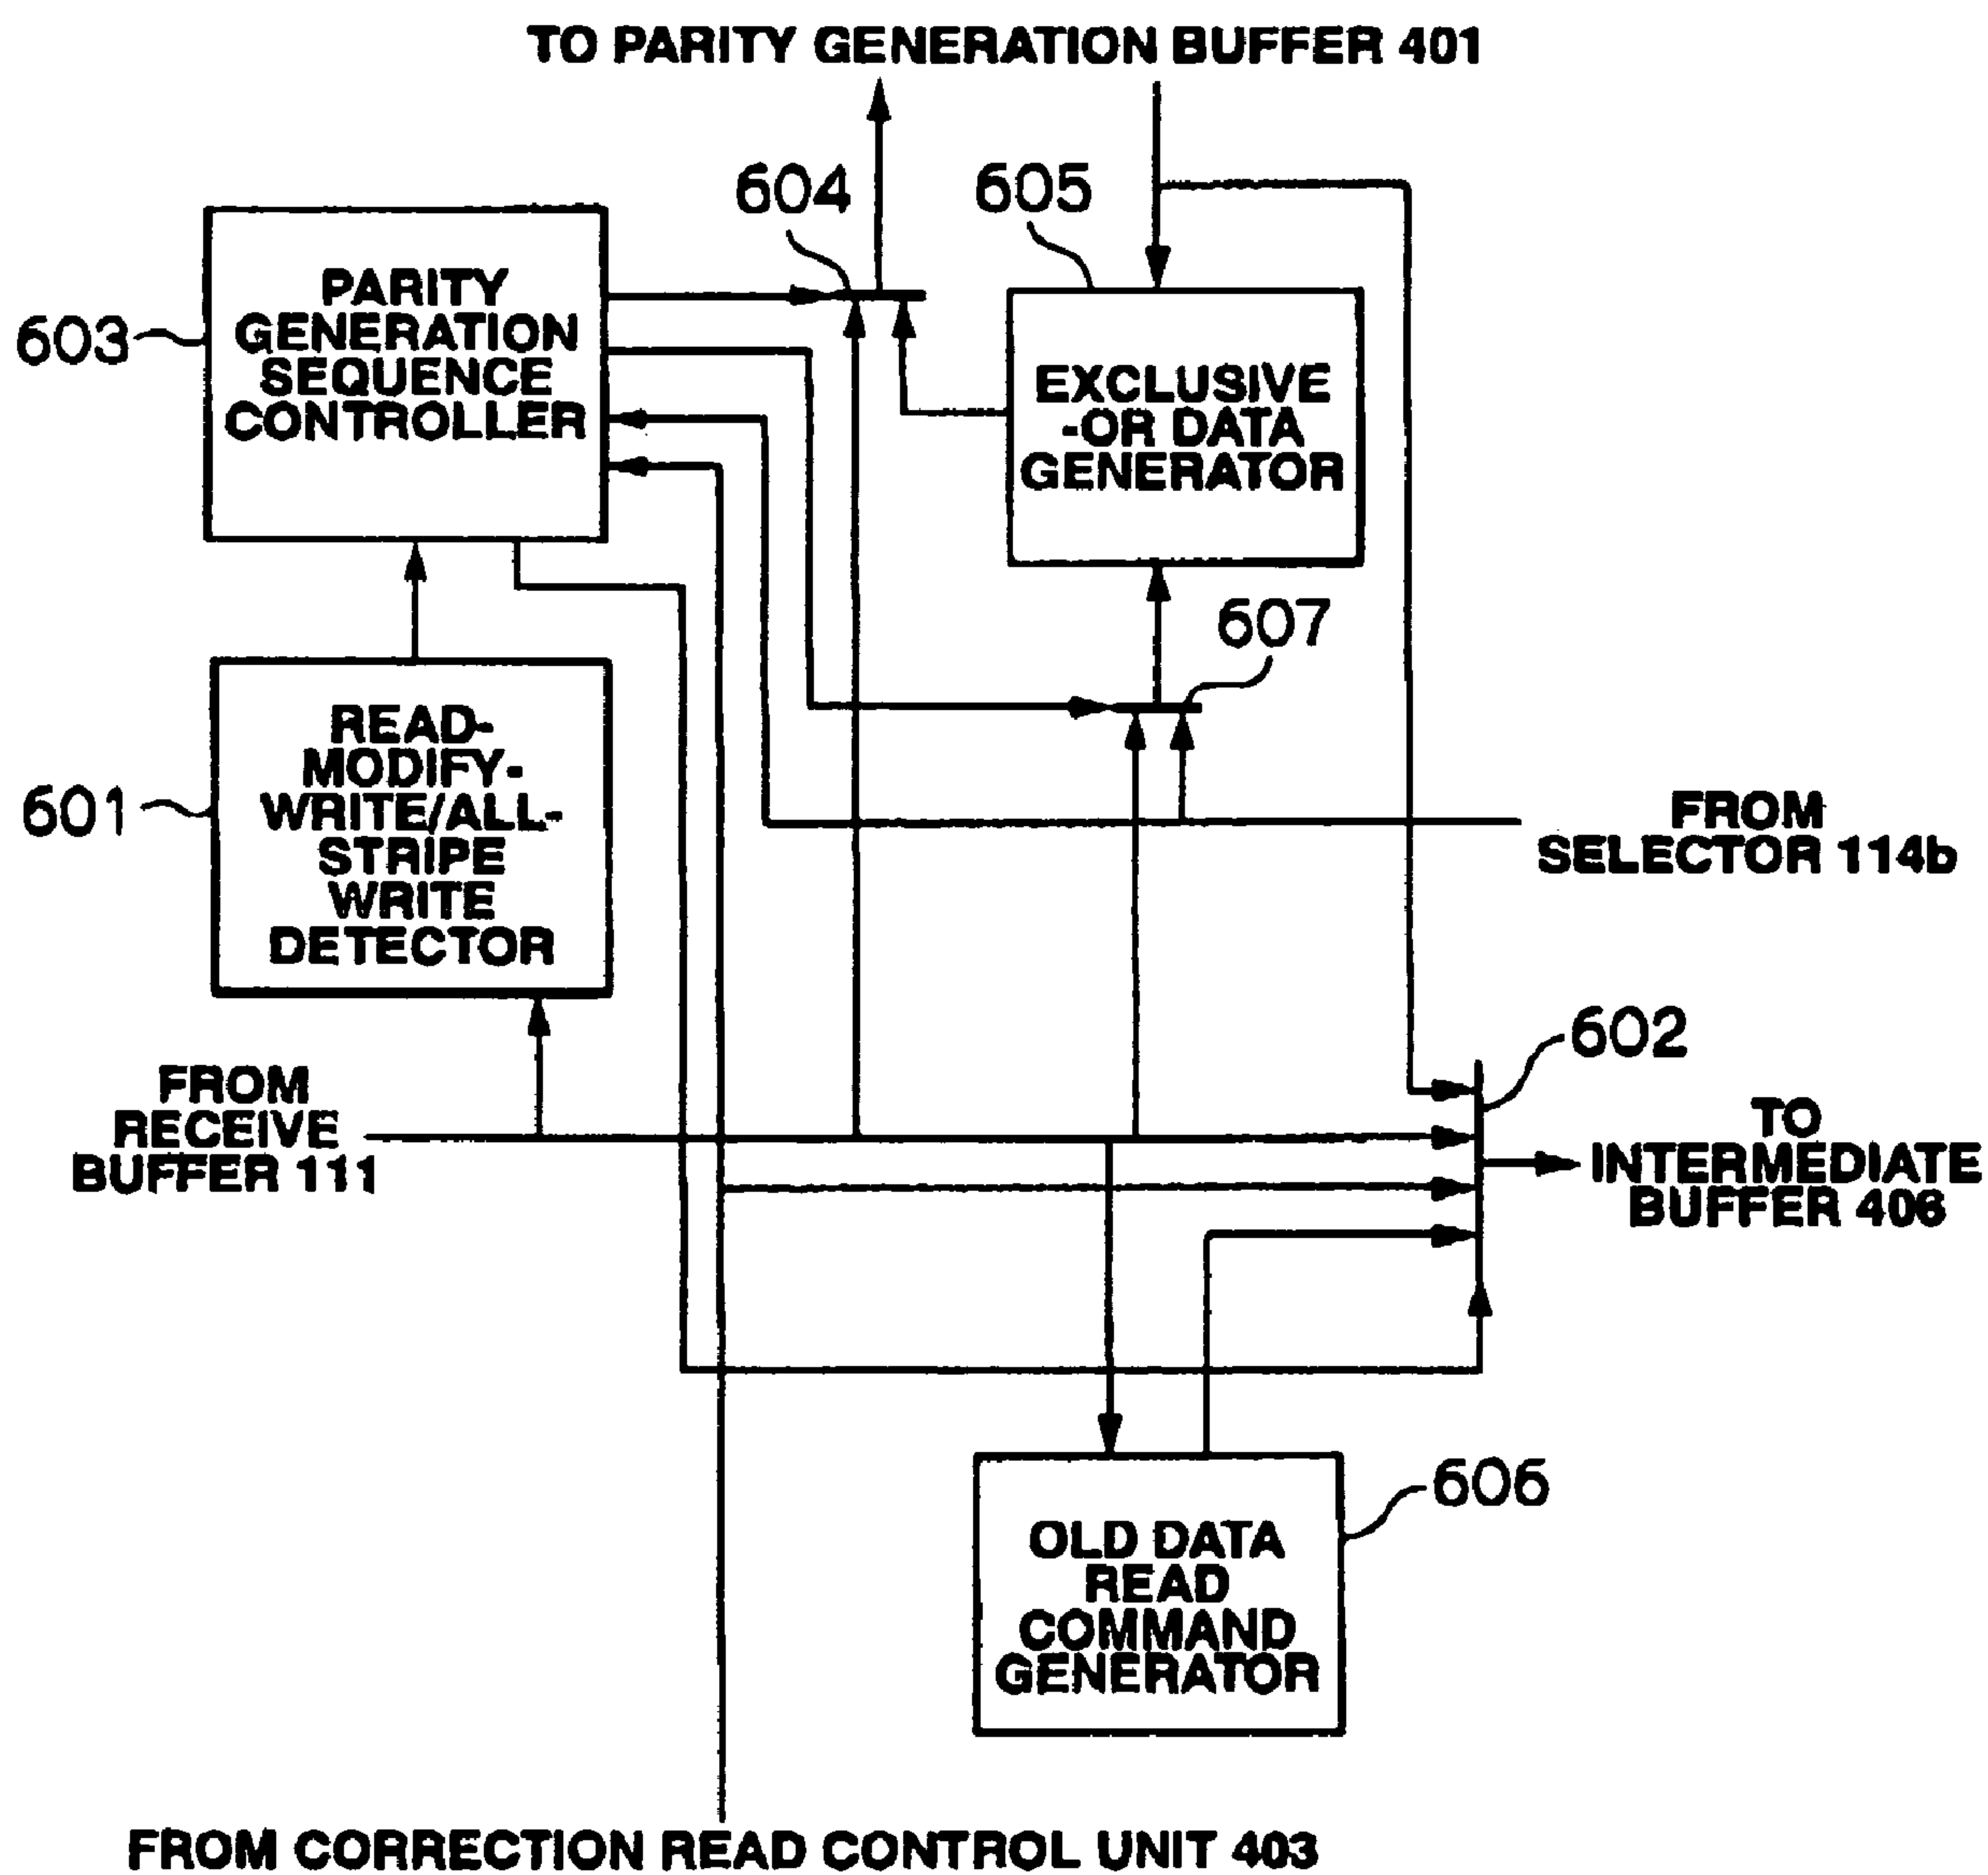 TO PARITY GENERATION BUFFER 401
604
605
603
PARITY
GENERATION
SEQUENCE
CONTROLLER
EXCLUSIVE
-OR DATA
GENERATOR
607
601
READ-
MODIFY-
WRITE/ALL-
STRIPE
WRITE
DETECTOR
FROM
SELECTOR 114b
602
FROM
RECEIVE
BUFFER 111
TO
INTERMEDIATE
BUFFER 406
606
OLD DATA
READ
COMMAND
GENERATOR
FROM CORRECTION READ CONTROL UNIT 403